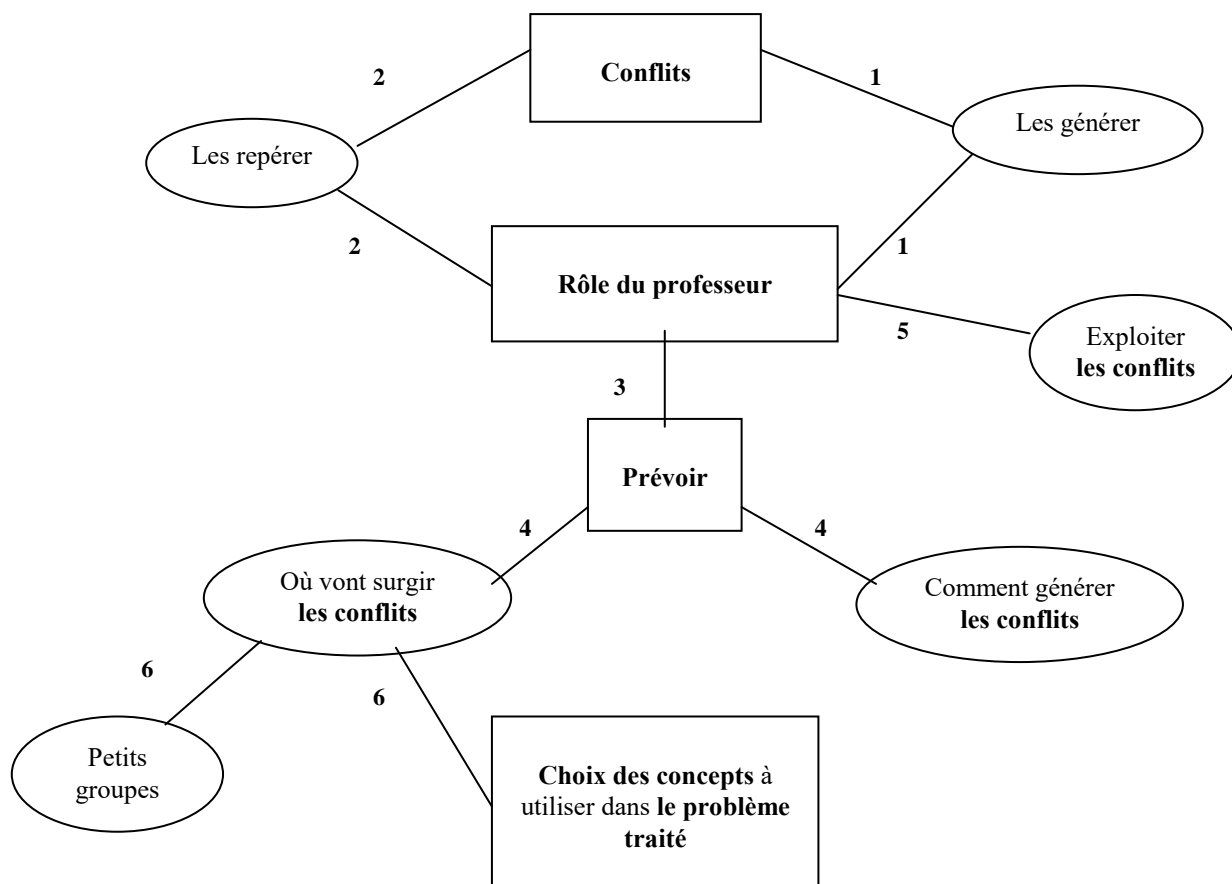 Conflits
2
1
Les générer
Les repérer
2
1
Rôle du professeur
5
Exploiter
les conflits
3
Prévoir
4
4
Où vont surgir
les conflits
Comment générer
les conflits
6
6
Petits
groupes
Choix des concepts à
utiliser dans le problème
traité